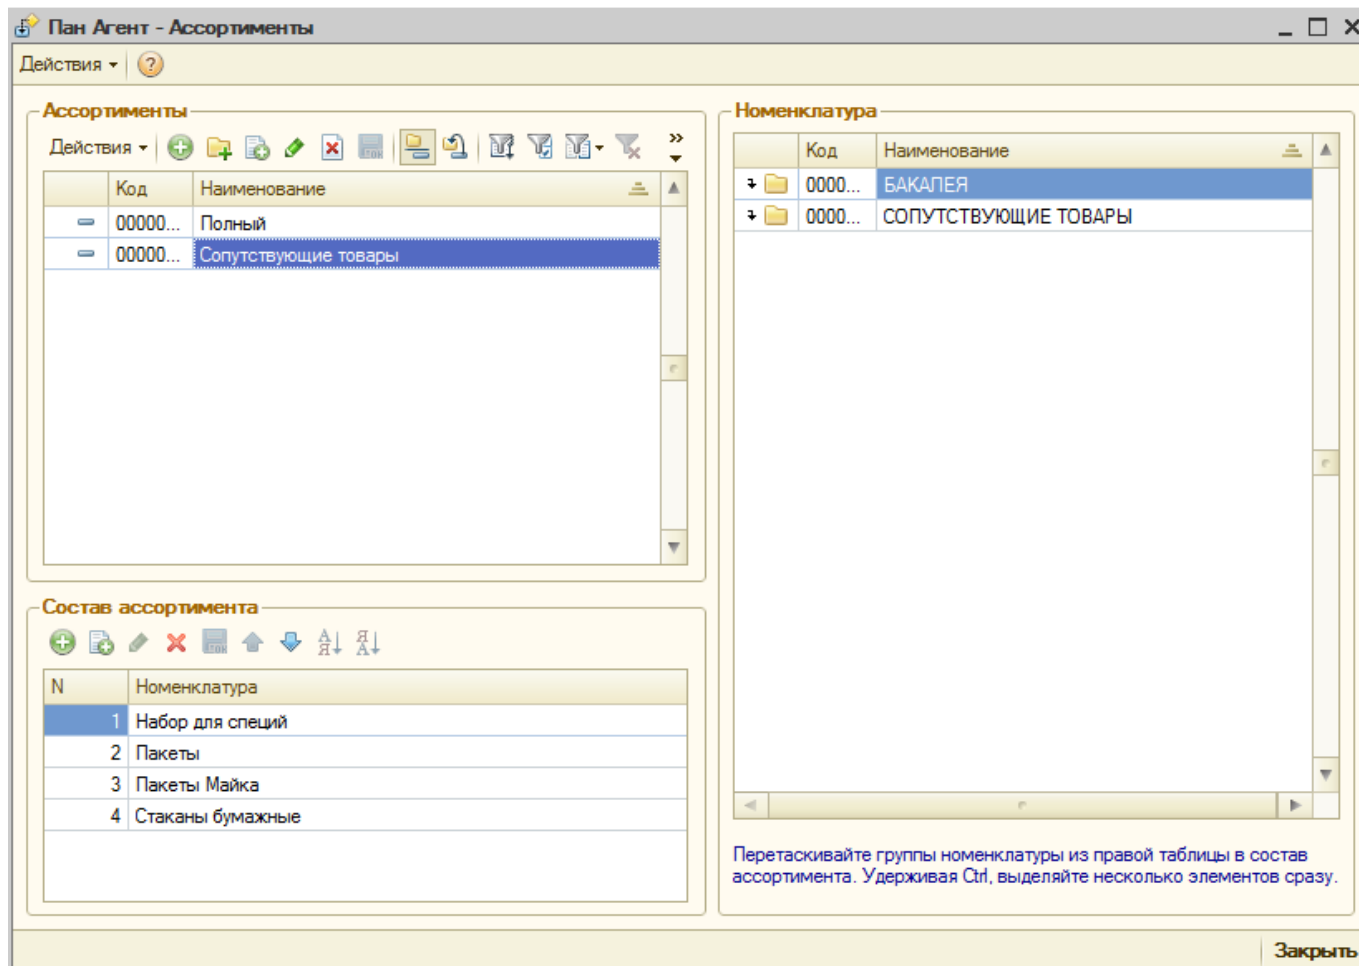 Пан Агент - Ассортименты
Действия
Ассортименты
Действия
Код Наименование
00000... Полный
00000... Сопутствующие товары
Состав ассортимента
N Номенклатура
1 Набор для специй
2 Пакеты
3 Пакеты Майка
4 Стаканы бумажные
Номенклатура
Код Наименование
0000... БАКАЛЕЯ
0000... СОПУТСТВУЮЩИЕ ТОВАРЫ
Перетаскивайте группы номенклатуры из правой таблицы в состав
ассортимента. Удерживая Ctrl, выделяйте несколько элементов сразу.
Закрыть